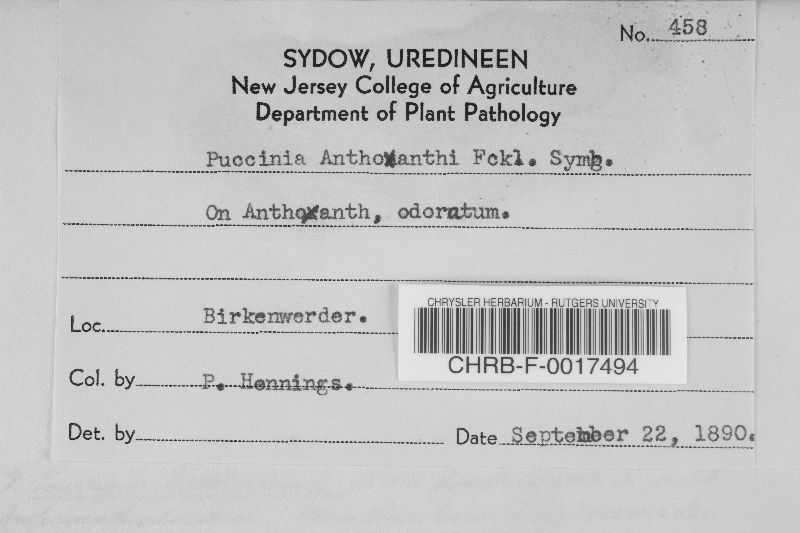 No. 458
SYDOW, UREDINEEN
New Jersey College of Agriculture
Department of Plant Pathology
Puccinia Anthoxanthi Fckl. Symb.
On Anthoxanth, odoratum.
Loc. Birkenwerder.
CHRYSLER HERBARIUM - RUTGERS UNIVERSITY
CHRB-F-0017494
Col. by P. Hennings.
Det. by
Date September 22, 1890.